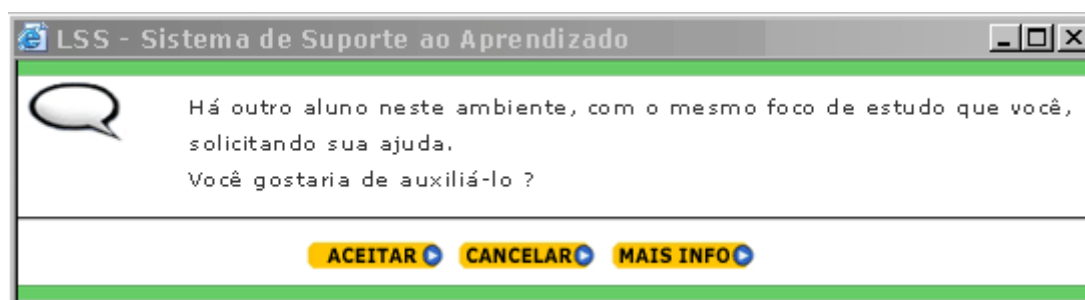 LSS - Sistema de Suporte ao Aprendizado
Há outro aluno neste ambiente, com o mesmo foco de estudo que você,
solicitando sua ajuda.
Você gostaria de auxiliá-lo ?
ACEITAR CANCELAR MAIS INFO